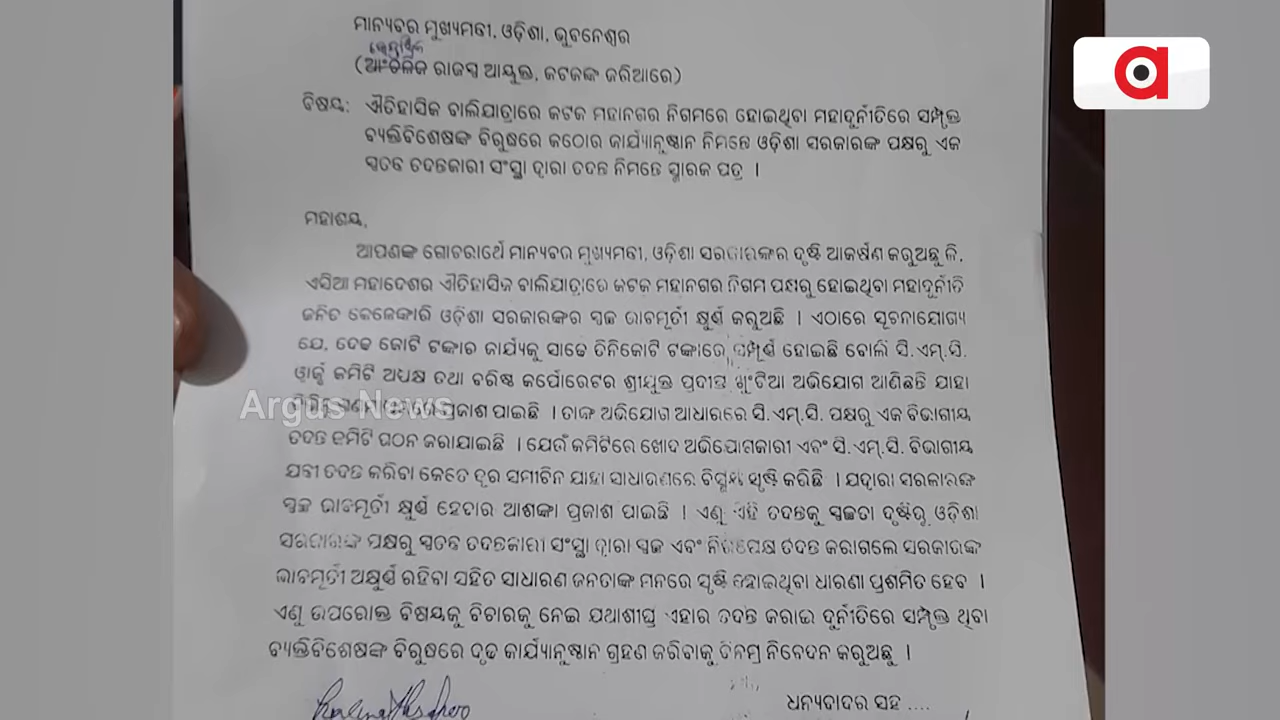 ମାନ୍ୟବର ମୁଖ୍ୟମନ୍ତ୍ରୀ, ଓଡ଼ିଶା, ଭୁବନେଶ୍ୱର
(ଆଂଚଳିକ ରାଜସ୍ୱ ଆୟୁକ୍ତ, କଟକଙ୍କ ଜରିଆରେ)
ବିଷୟ: ଐତିହାସିକ ବାଲିଯାତ୍ରାରେ କଟକ ମହାନଗର ନିଗମରେ ହୋଇଥିବା ମହାଦୁର୍ନୀତିରେ ସମ୍ପୃକ୍ତ
ବ୍ୟକ୍ତିବିଶେଷଙ୍କ ବିରୁଦ୍ଧରେ କଠୋର କାର୍ଯ୍ୟାନୁଷ୍ଠାନ ନିମନ୍ତେ ଓଡ଼ିଶା ସରକାରଙ୍କ ପକ୍ଷରୁ ଏକ
ସ୍ୱତନ୍ତ୍ର ତଦନ୍ତକାରୀ ସଂସ୍ଥା ଦ୍ୱାରା ତଦନ୍ତ ନିମନ୍ତେ ସ୍ମାରକ ପତ୍ର ।
ମହାଶୟ,
ଆପଣଙ୍କ ଗୋଚରାର୍ଥେ ମାନ୍ୟବର ମୁଖ୍ୟମନ୍ତ୍ରୀ, ଓଡ଼ିଶା ସରକାରଙ୍କର ଦୃଷ୍ଟି ଆକର୍ଷଣ କରୁଅଛୁ କି,
ଏସିଆ ମହାଦେଶର ଐତିହାସିକ ବାଲିଯାତ୍ରାରେ କଟକ ମହାନଗର ନିଗମ ପକ୍ଷରୁ ହୋଇଥିବା ମହାଦୁର୍ନୀତି
ଜନିତ କେଳେଙ୍କାରି ଓଡ଼ିଶା ସରକାରଙ୍କର ସ୍ୱଚ୍ଚ ଭାବମୂର୍ତୀ କ୍ଷୁର୍ଣ୍ଣ କରୁଅଛି । ଏଠାରେ ସୂଚନାଯୋଗ୍ୟ
ଯେ, ଦେଢ କୋଟି ଟଙ୍କାର କାର୍ଯ୍ୟକୁ ସାଢେ ତିନିକୋଟି ଟଙ୍କାରେ ସମ୍ପୂର୍ଣ୍ଣ ହୋଇଛି ବୋଲି ସି.ଏମ୍.ସି.
ୱାର୍କ୍ସ କମିଟି ଅଧ୍ୟକ୍ଷ ତଥା ବରିଷ୍ଠ କର୍ପୋରେଟର ଶ୍ରୀଯୁକ୍ତ ପ୍ରଦୀପ୍ତ ଖୁଂଟିଆ ଅଭିଯୋଗ ଆଣିଛନ୍ତି ଯାହା
ପ୍ରକାଶ ପାଇଛି । ତାଙ୍କ ଅଭିଯୋଗ ଆଧାରରେ ସି. ଏମ୍.ସି. ପକ୍ଷରୁ ଏକ ବିଭାଗୀୟ
ତଦନ୍ତ କମିଟି ଗଠନ କରାଯାଇଛି । ଯେଉଁ କମିଟିରେ ଖୋଦ ଅଭିଯୋଗକାରୀ ଏବଂ ସି.ଏମ୍.ସି. ବିଭାଗୀୟ
ଯନ୍ତ୍ରୀ ତଦନ୍ତ କରିବା କେତେ ଦୂର ସମୀଚିନ ଯାହା ସାଧାରଣରେ ବିସ୍ମୟ ସୃଷ୍ଟି କରିଛି । ଯଦ୍ୱାରା ସରକାରଙ୍କ
ସ୍ୱଚ୍ଚ ଭାବମୂର୍ତୀ କ୍ଷୁର୍ଣ୍ଣ ହେବାର ଆଶଙ୍କା ପ୍ରକାଶ ପାଇଛି । ଏଣୁ ଏହି ତଦନ୍ତକୁ ସ୍ୱଚ୍ଚତା ଦୃଷ୍ଟିରୁ ଓଡ଼ିଶା
ସରକାରଙ୍କ ପକ୍ଷରୁ ସ୍ୱତନ୍ତ୍ର ତଦନ୍ତକାରୀ ସଂସ୍ଥା ଦ୍ୱାରା ସ୍ୱଚ୍ଚ ଏବଂ ନିରପେକ୍ଷ ତଦନ୍ତ କରାଗଲେ ସରକାରଙ୍କ
ଭାବମୂର୍ତୀ ଅକ୍ଷୁର୍ଣ୍ଣ ରହିବା ସହିତ ସାଧାରଣ ଜନତାଙ୍କ ମନରେ ସୃଷ୍ଟି ହୋଇଥିବା ଧାରଣା ପ୍ରଶମିତ ହେବ ।
ଏଣୁ ଉପରୋକ୍ତ ବିଷୟକୁ ବିଚାରକୁ ନେଇ ଯଥାଶୀଘ୍ର ଏହାର ତଦନ୍ତ କରାଇ ଦୁର୍ନୀତିରେ ସମ୍ପୃକ୍ତ ଥିବା
ବ୍ୟକ୍ତିବିଶେଷଙ୍କ ବିରୁଦ୍ଧରେ ଦୃଢ କାର୍ଯ୍ୟାନୁଷ୍ଠାନ ଗ୍ରହଣ କରିବାକୁ ବିନମ୍ର ନିବେଦନ କରୁଅଛୁ ।
ଧନ୍ୟବାଦର ସହ ....
Argus News